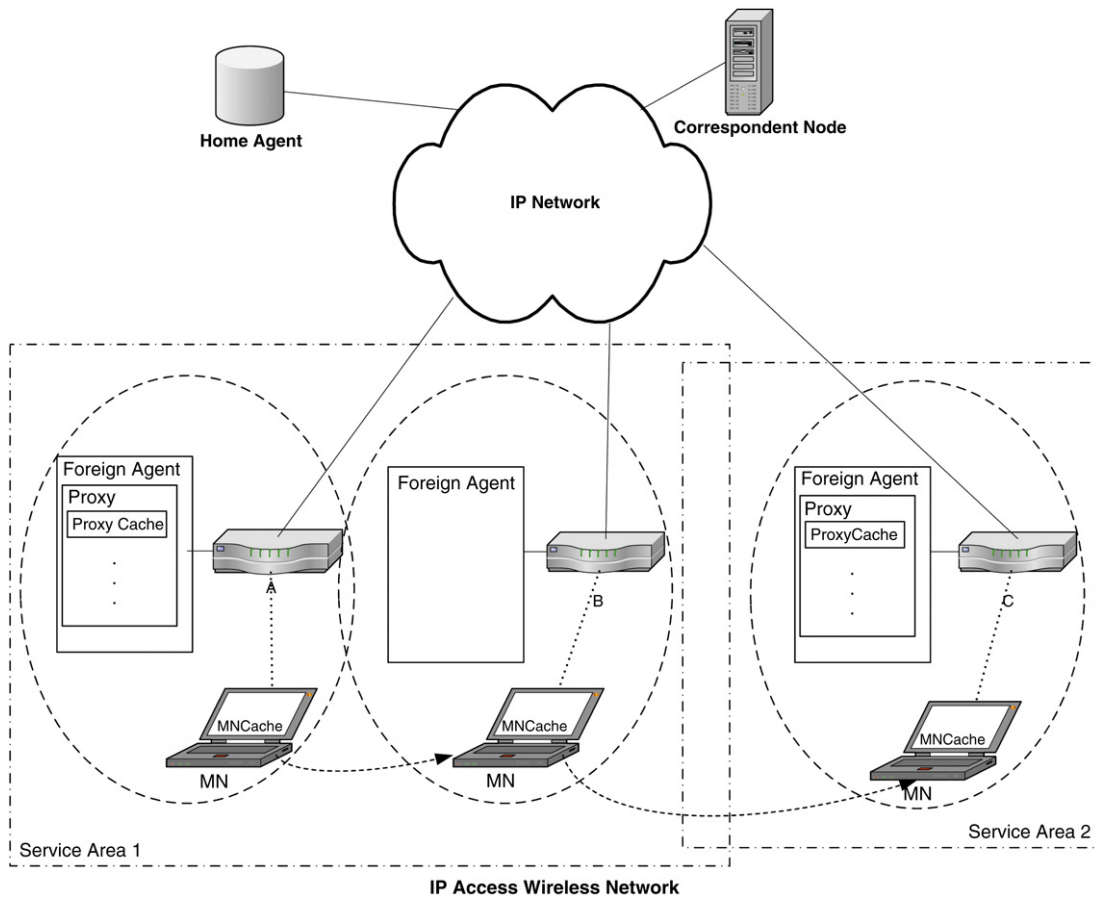 Home Agent
Correspondent Node
IP Network
Foreign Agent
Proxy
Proxy Cache
A
MNCache
MN
Foreign Agent
B
MNCache
MN
Foreign Agent
Proxy
ProxyCache
C
MNCache
MN
Service Area 1
Service Area 2
IP Access Wireless Network